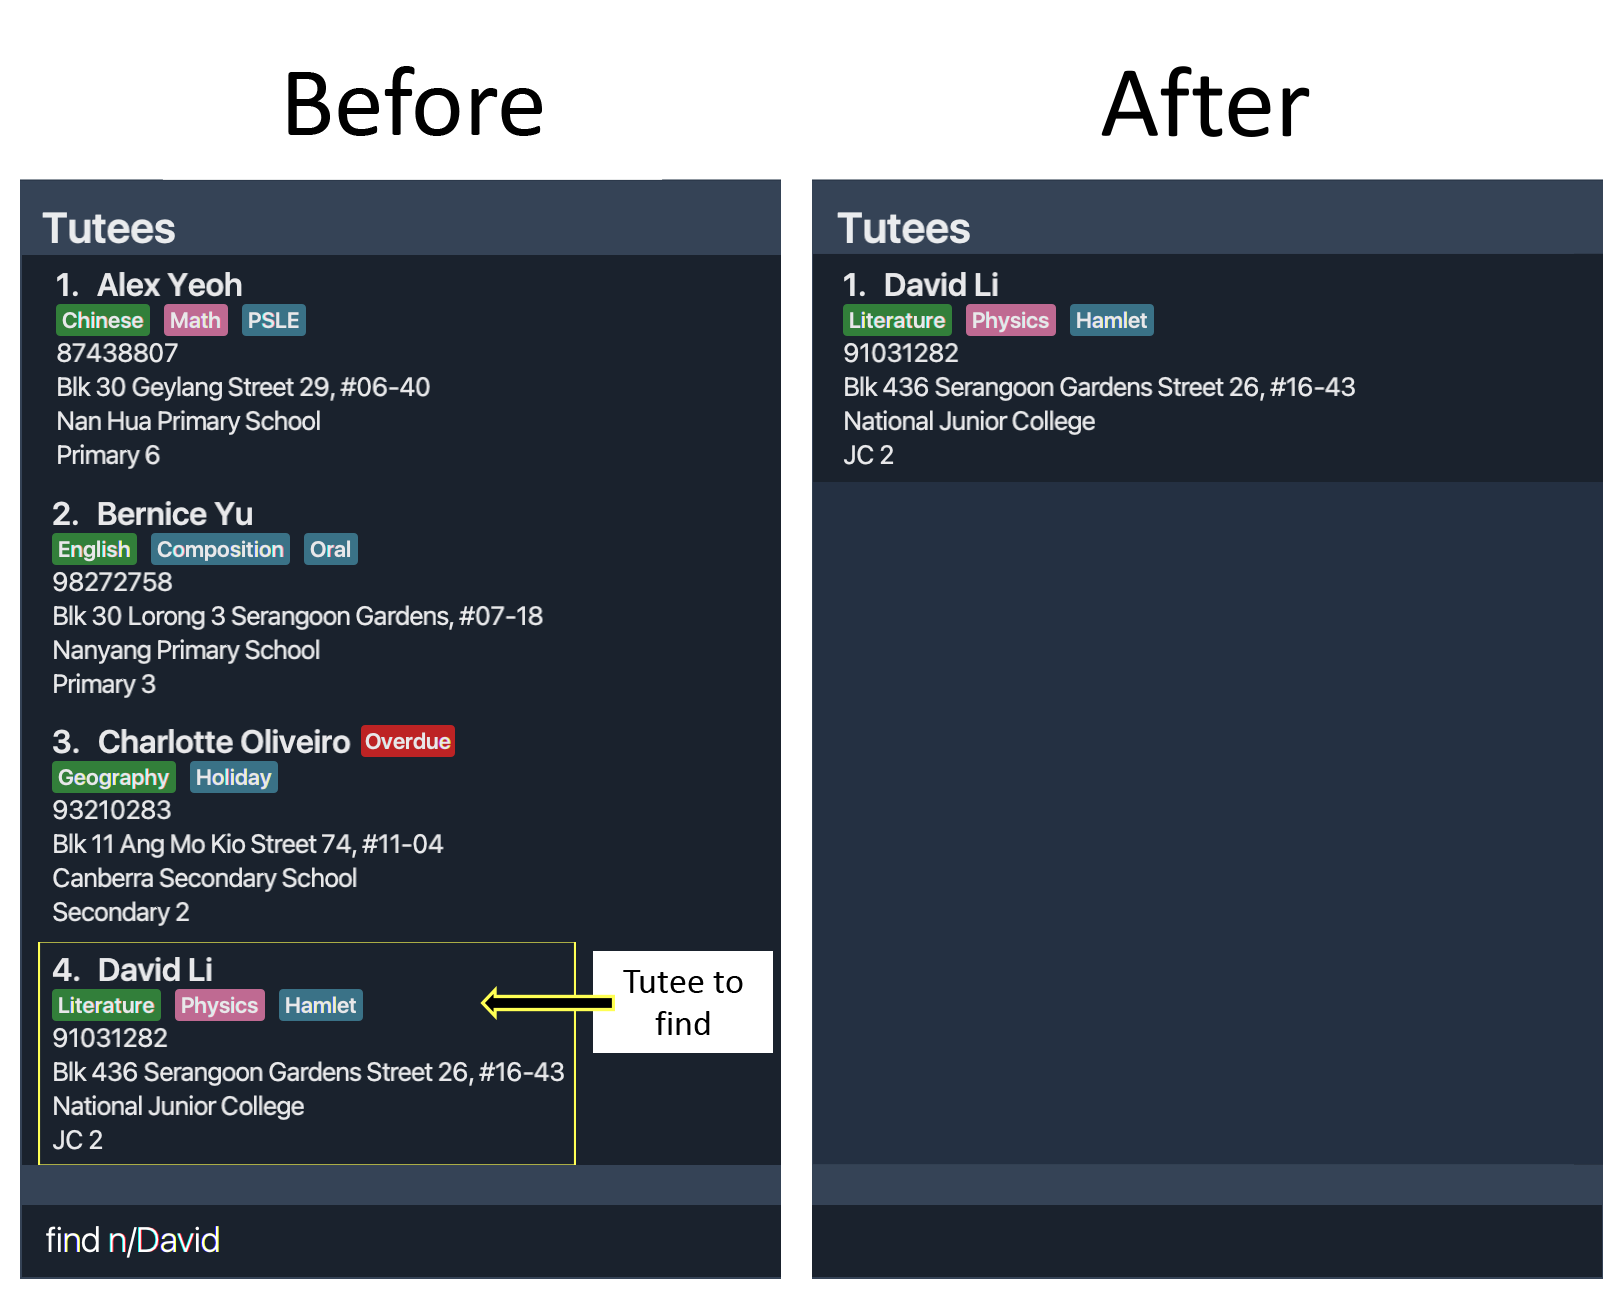 Before
Tutees
1. Alex Yeoh
Chinese Math PSLE
87438807
Blk 30 Geylang Street 29, #06-40
Nan Hua Primary School
Primary 6
2. Bernice Yu
English Composition Oral
98272758
Blk 30 Lorong 3 Serangoon Gardens, #07-18
Nanyang Primary School
Primary 3
3. Charlotte Oliveiro Overdue
Geography Holiday
93210283
Blk 11 Ang Mo Kio Street 74, #11-04
Canberra Secondary School
Secondary 2
4. David Li
Literature Physics Hamlet
91031282
Blk 436 Serangoon Gardens Street 26, #16-43
National Junior College
JC 2
Tutee to
find
find n/David
After
Tutees
1. David Li
Literature Physics Hamlet
91031282
Blk 436 Serangoon Gardens Street 26, #16-43
National Junior College
JC 2